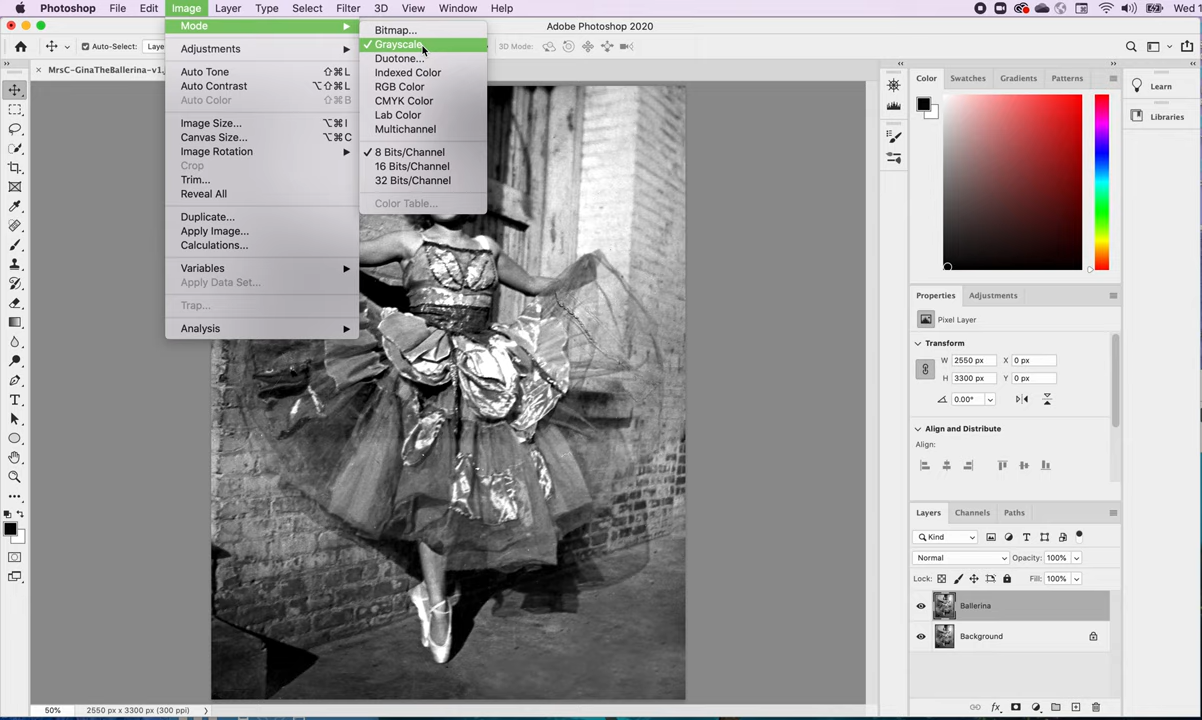 Photoshop File Edit Image Layer Type Select Filter 3D View Window Help Wed 1
Adobe Photoshop 2020
Auto-Select: Laye 3D Mode:
MrsC-GinaTheBallerina-v1.
Mode
Adjustments
Auto Tone ⇧⌘L
Auto Contrast ⌥⇧⌘L
Auto Color ⇧⌘B
Image Size... ⌥⌘I
Canvas Size... ⌥⌘C
Image Rotation
Crop
Trim...
Reveal All
Duplicate...
Apply Image...
Calculations...
Variables
Apply Data Set...
Trap...
Analysis
Bitmap...
✓ Grayscale
Duotone...
Indexed Color
RGB Color
CMYK Color
Lab Color
Multichannel
✓ 8 Bits/Channel
16 Bits/Channel
32 Bits/Channel
Color Table...
Color Swatches Gradients Patterns
Learn
Libraries
Properties Adjustments
Pixel Layer
Transform
W 2550 px X 0 px
H 3300 px Y 0 px
0.00°
Align and Distribute
Align:
Layers Channels Paths
Kind
Normal Opacity: 100%
Lock: Fill: 100%
Ballerina
Background
50% 2550 px x 3300 px (300 ppi)